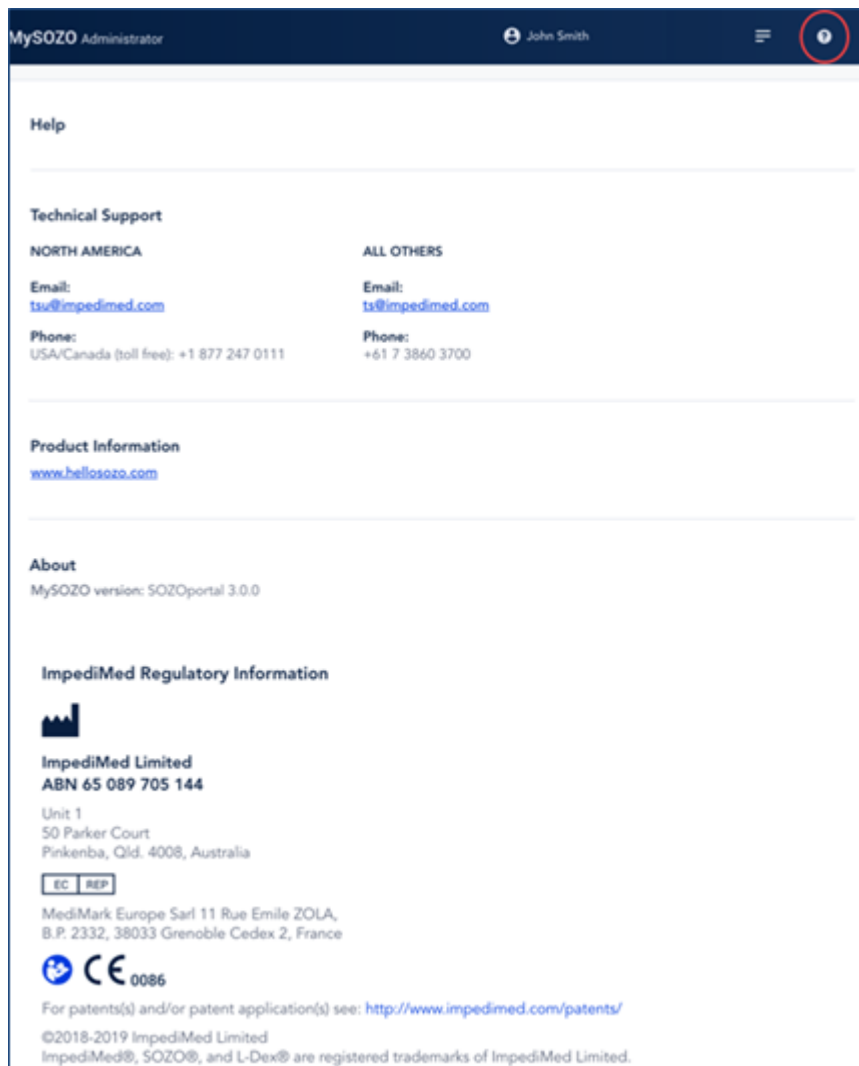 MySOZO Administrator
John Smith
Help
Technical Support
NORTH AMERICA
Email:
tsu@impedimed.com
Phone:
USA/Canada (toll free): +1 877 247 0111
ALL OTHERS
Email:
ts@impedimed.com
Phone:
+61 7 3860 3700
Product Information
www.hellosozo.com
About
MySOZO version: SOZOportal 3.0.0
ImpediMed Regulatory Information
ImpediMed Limited
ABN 65 089 705 144
Unit 1
50 Parker Court
Pinkenba, Qld. 4008, Australia
EC REP
MediMark Europe Sarl 11 Rue Emile ZOLA,
B.P. 2332, 38033 Grenoble Cedex 2, France
CE 0086
For patents(s) and/or patent application(s) see: http://www.impedimed.com/patents/
©2018-2019 ImpediMed Limited
ImpediMed®, SOZO®, and L-Dex® are registered trademarks of ImpediMed Limited.